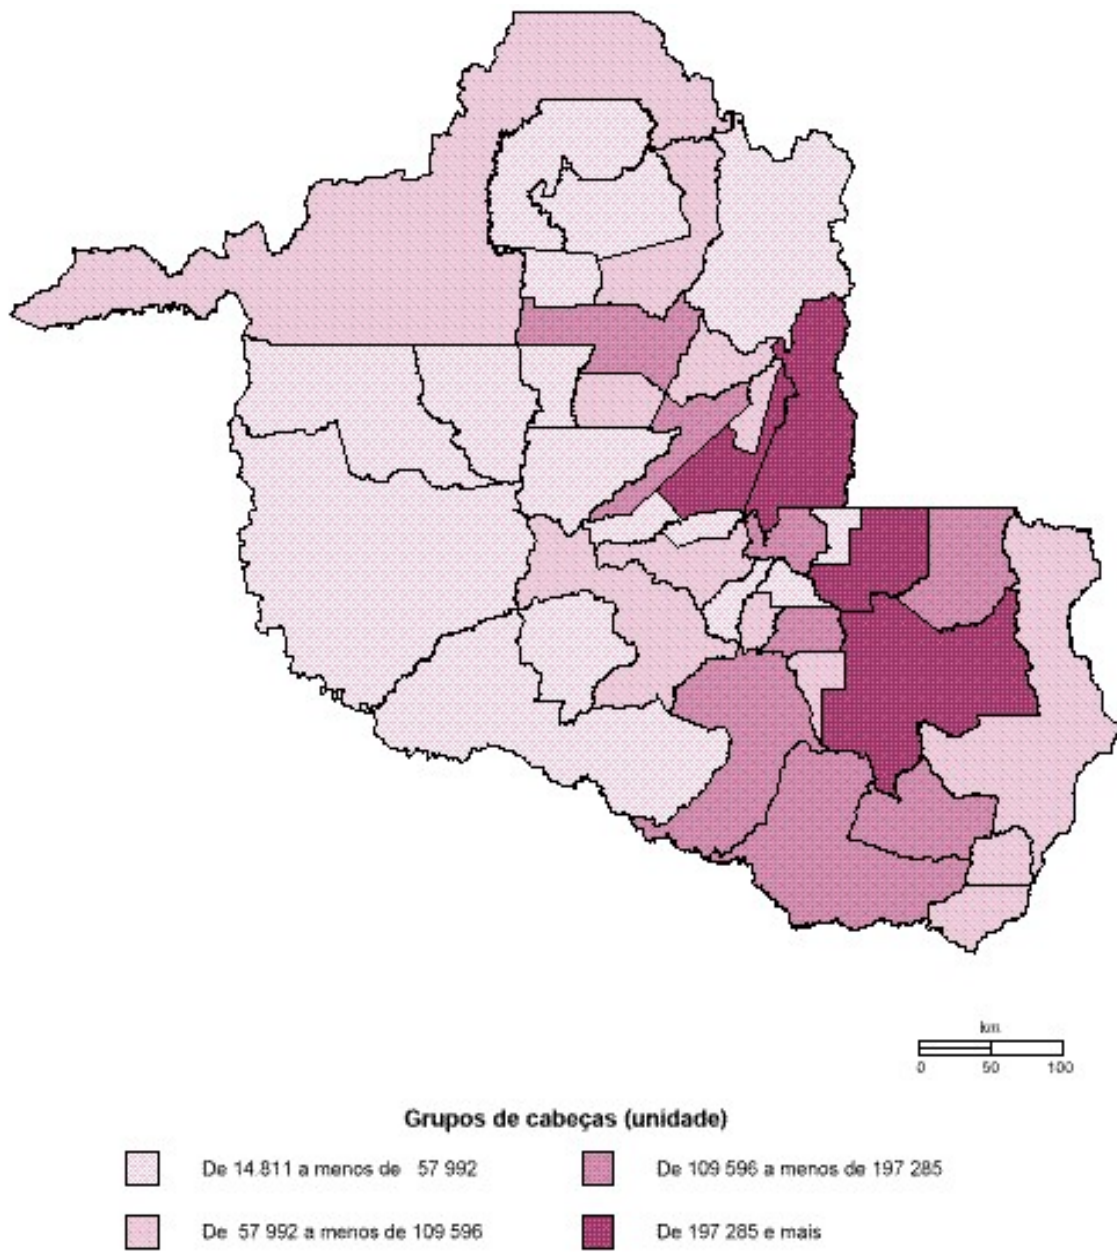 km
0 50 100
Grupos de cabeças (unidade)
De 14.811 a menos de 57 992
De 109 596 a menos de 197 285
De 57 992 a menos de 109 596
De 197 285 e mais